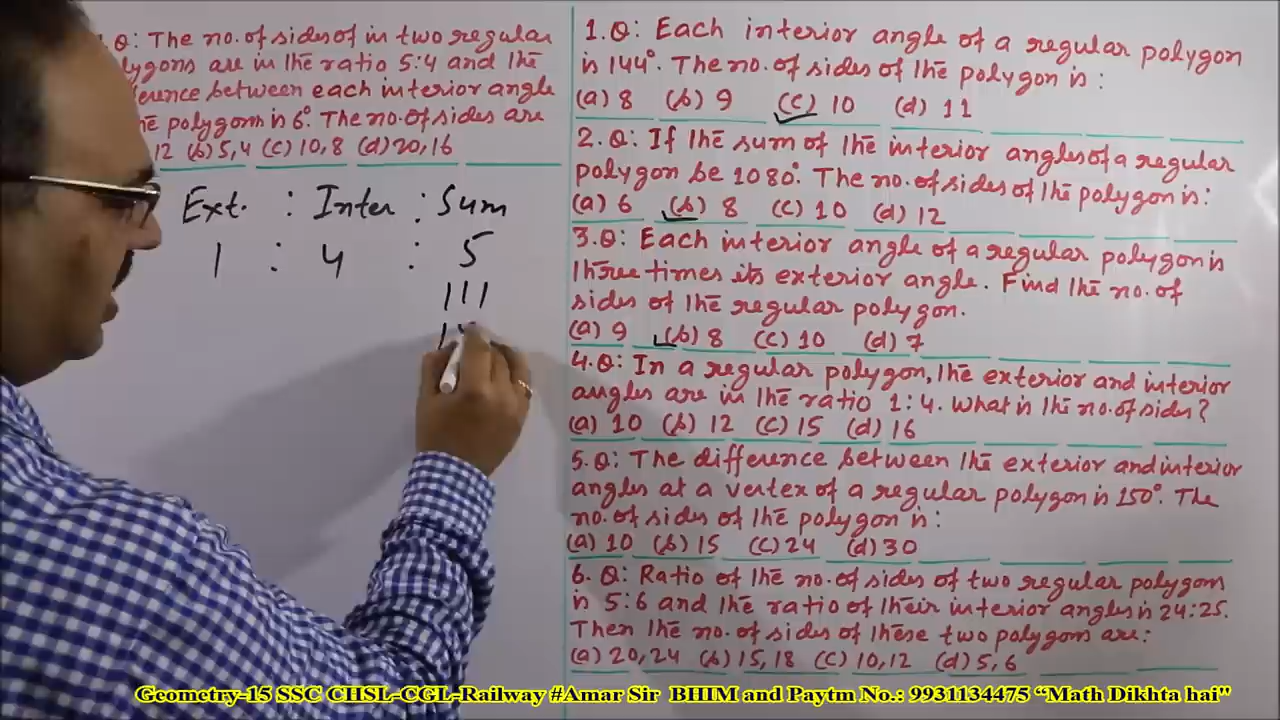 Q: The no. of sides of in two regular
lygons are in the ratio 5:4 and the
erence between each interior angle
he polygons is 6°. The no. of sides are
12 (b) 5,4 (c) 10,8 (d) 20,16
Ext. : Inter : Sum
1 : 4 : 5
111
1.Q: Each interior angle of a regular polygon
is 144°. The no. of sides of the polygon is :
(a) 8 (b) 9 (c) 10 (d) 11
2.Q: If the sum of the interior angles of a regular
polygon be 1080°. The no. of sides of the polygon is:
(a) 6 (b) 8 (c) 10 (d) 12
3.Q: Each interior angle of a regular polygon is
three times its exterior angle. Find the no. of
sides of the regular polygon.
(a) 9 (b) 8 (c) 10 (d) 7
4.Q: In a regular polygon, the exterior and interior
angles are in the ratio 1:4. What is the no. of sides?
(a) 10 (b) 12 (c) 15 (d) 16
5.Q: The difference between the exterior and interior
angles at a vertex of a regular polygon is 150°. The
no. of sides of the polygon is:
(a) 10 (b) 15 (c) 24 (d) 30
6. Q: Ratio of the no. of sides of two regular polygons
is 5:6 and the ratio of their interior angles is 24:25.
Then the no. of sides of these two polygons are:
(a) 20,24 (b) 15,18 (c) 10,12 (d) 5,6
Geometry-15 SSC CHSL-CGL-Railway #Amar Sir BHIM and Paytm No.: 9931134475 “Math Dikhta hai"